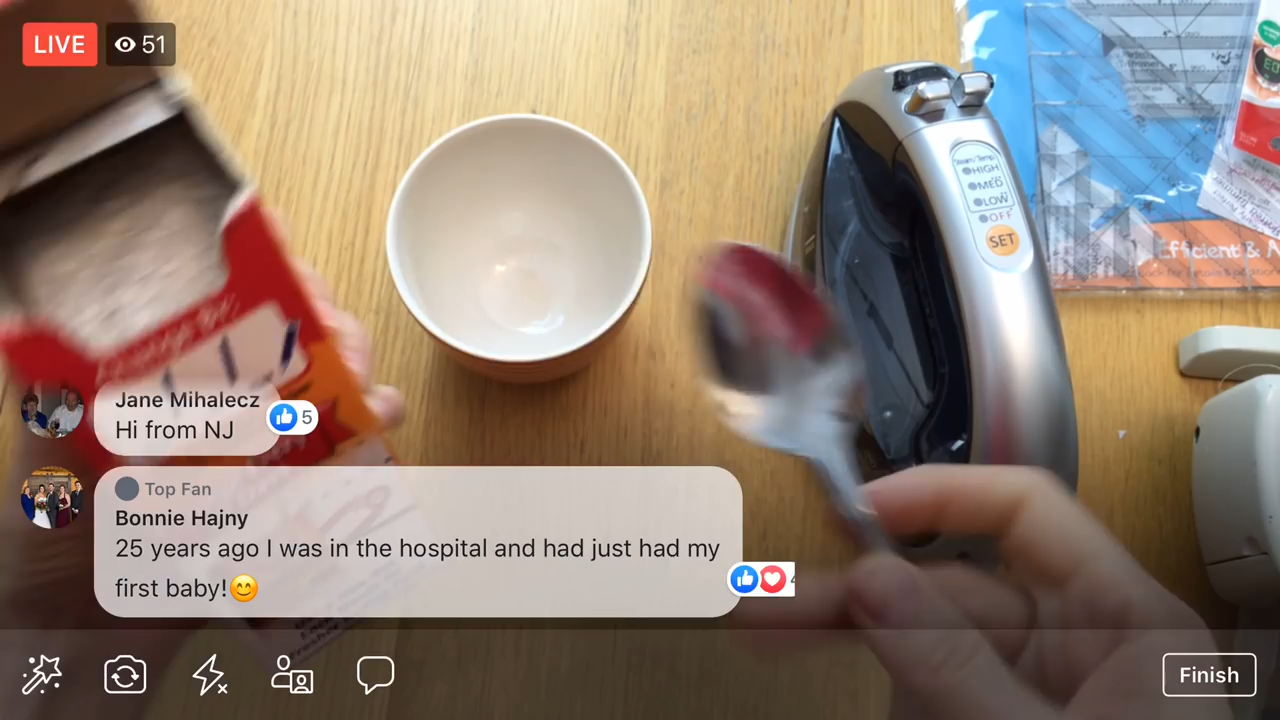 LIVE
51
Steam/Temp.
HIGH
MED
LOW
OFF
SET
Efficient &
Jane Mihalecz
Hi from NJ
5
Top Fan
Bonnie Hajny
25 years ago I was in the hospital and had just had my
first baby!😊
Finish